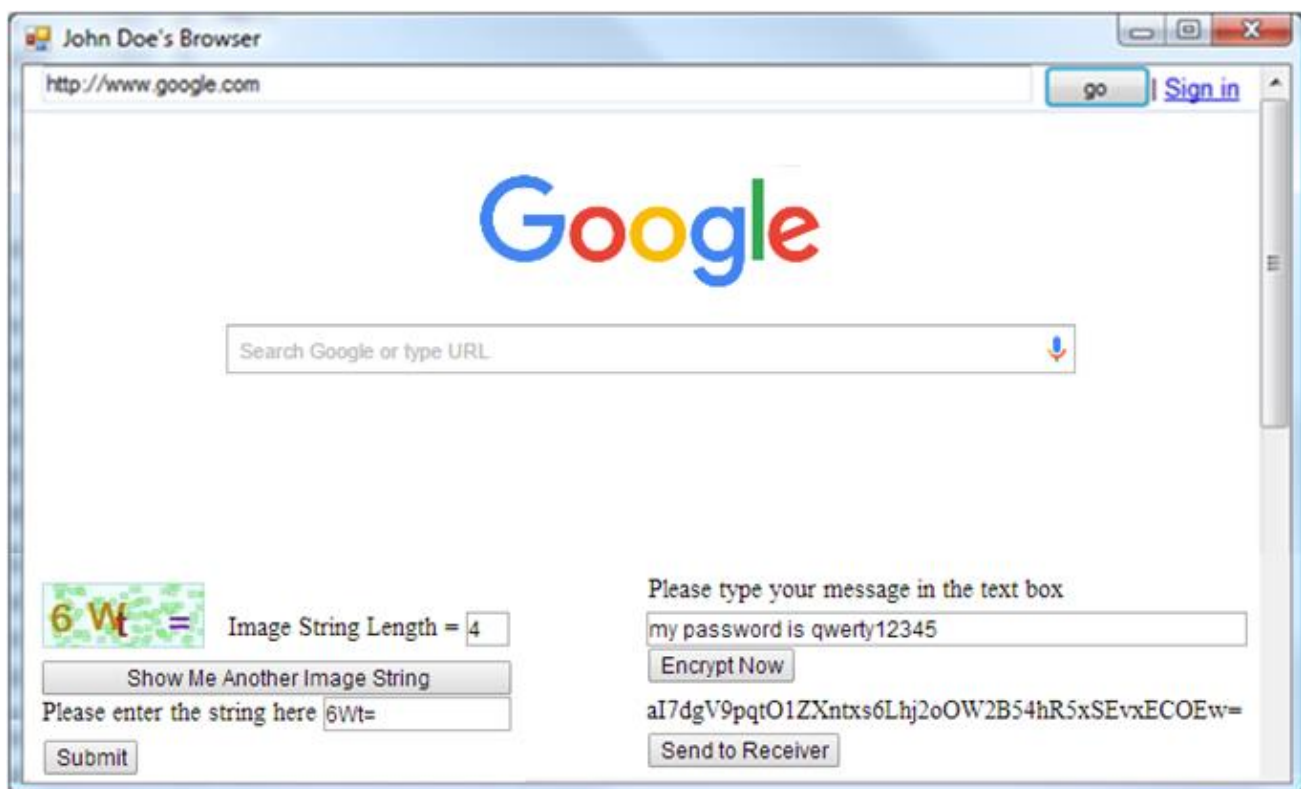 John Doe's Browser
http://www.google.com
go | Sign in
Google
Search Google or type URL
6 Wt =
Image String Length = 4
Show Me Another Image String
Please enter the string here 6Wt=
Submit
Please type your message in the text box
my password is qwerty12345
Encrypt Now
aI7dgV9pqtO1ZXntxs6Lhj2oOW2B54hR5xSEvxECOEw=
Send to Receiver